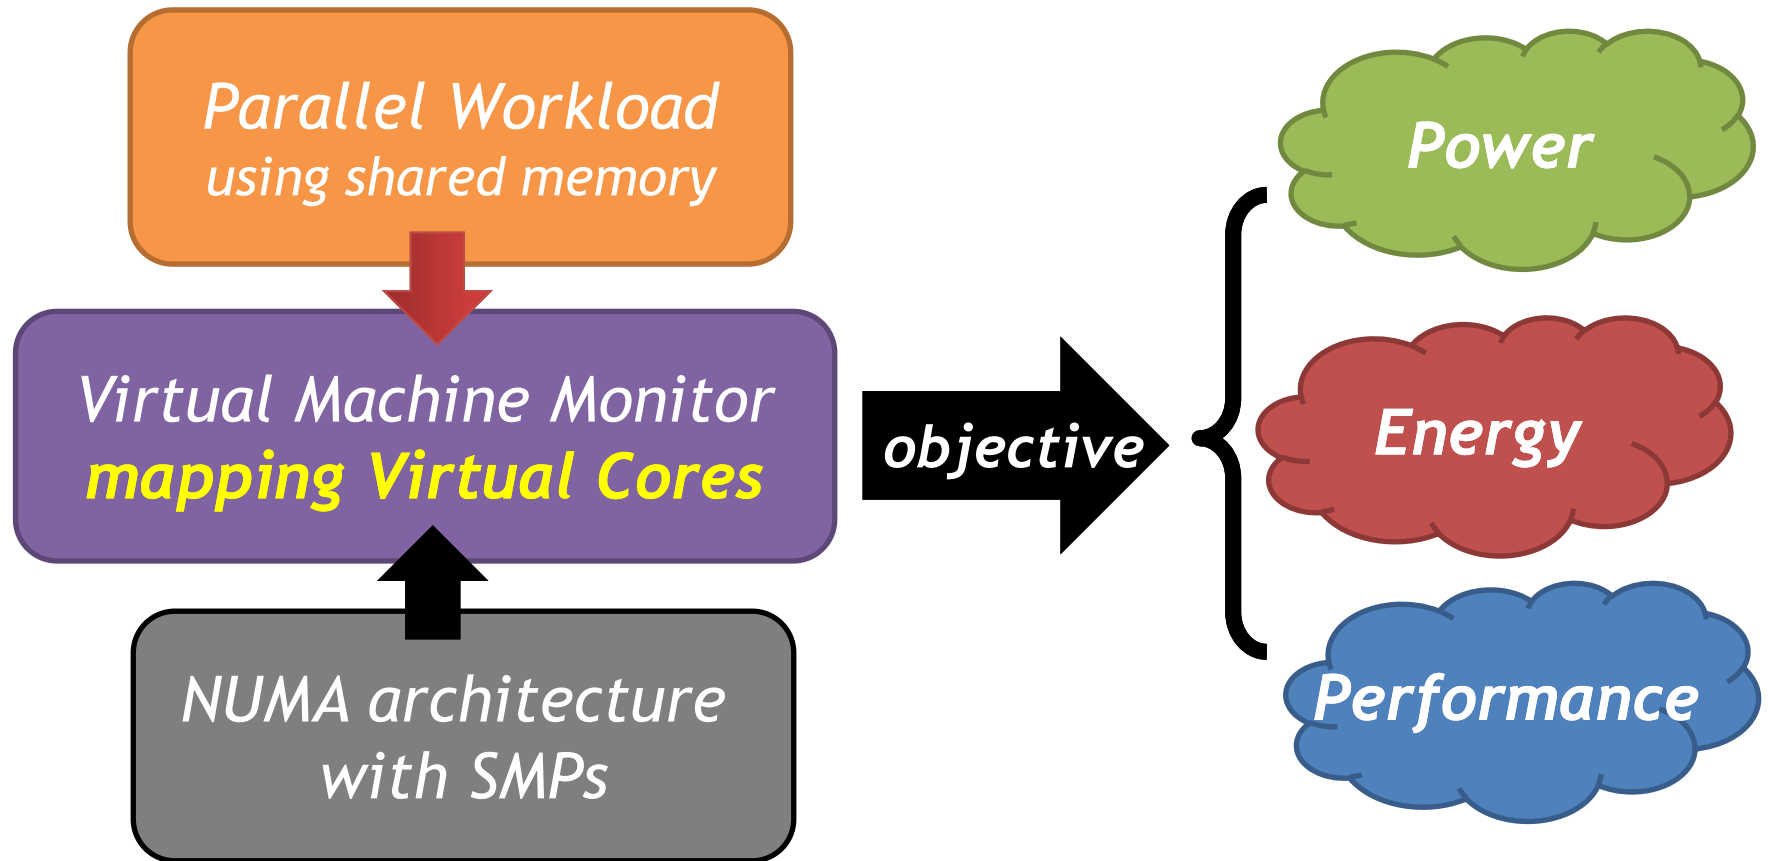 Parallel Workload
using shared memory
Virtual Machine Monitor
mapping Virtual Cores
NUMA architecture
with SMPs
objective
Power
Energy
Performance